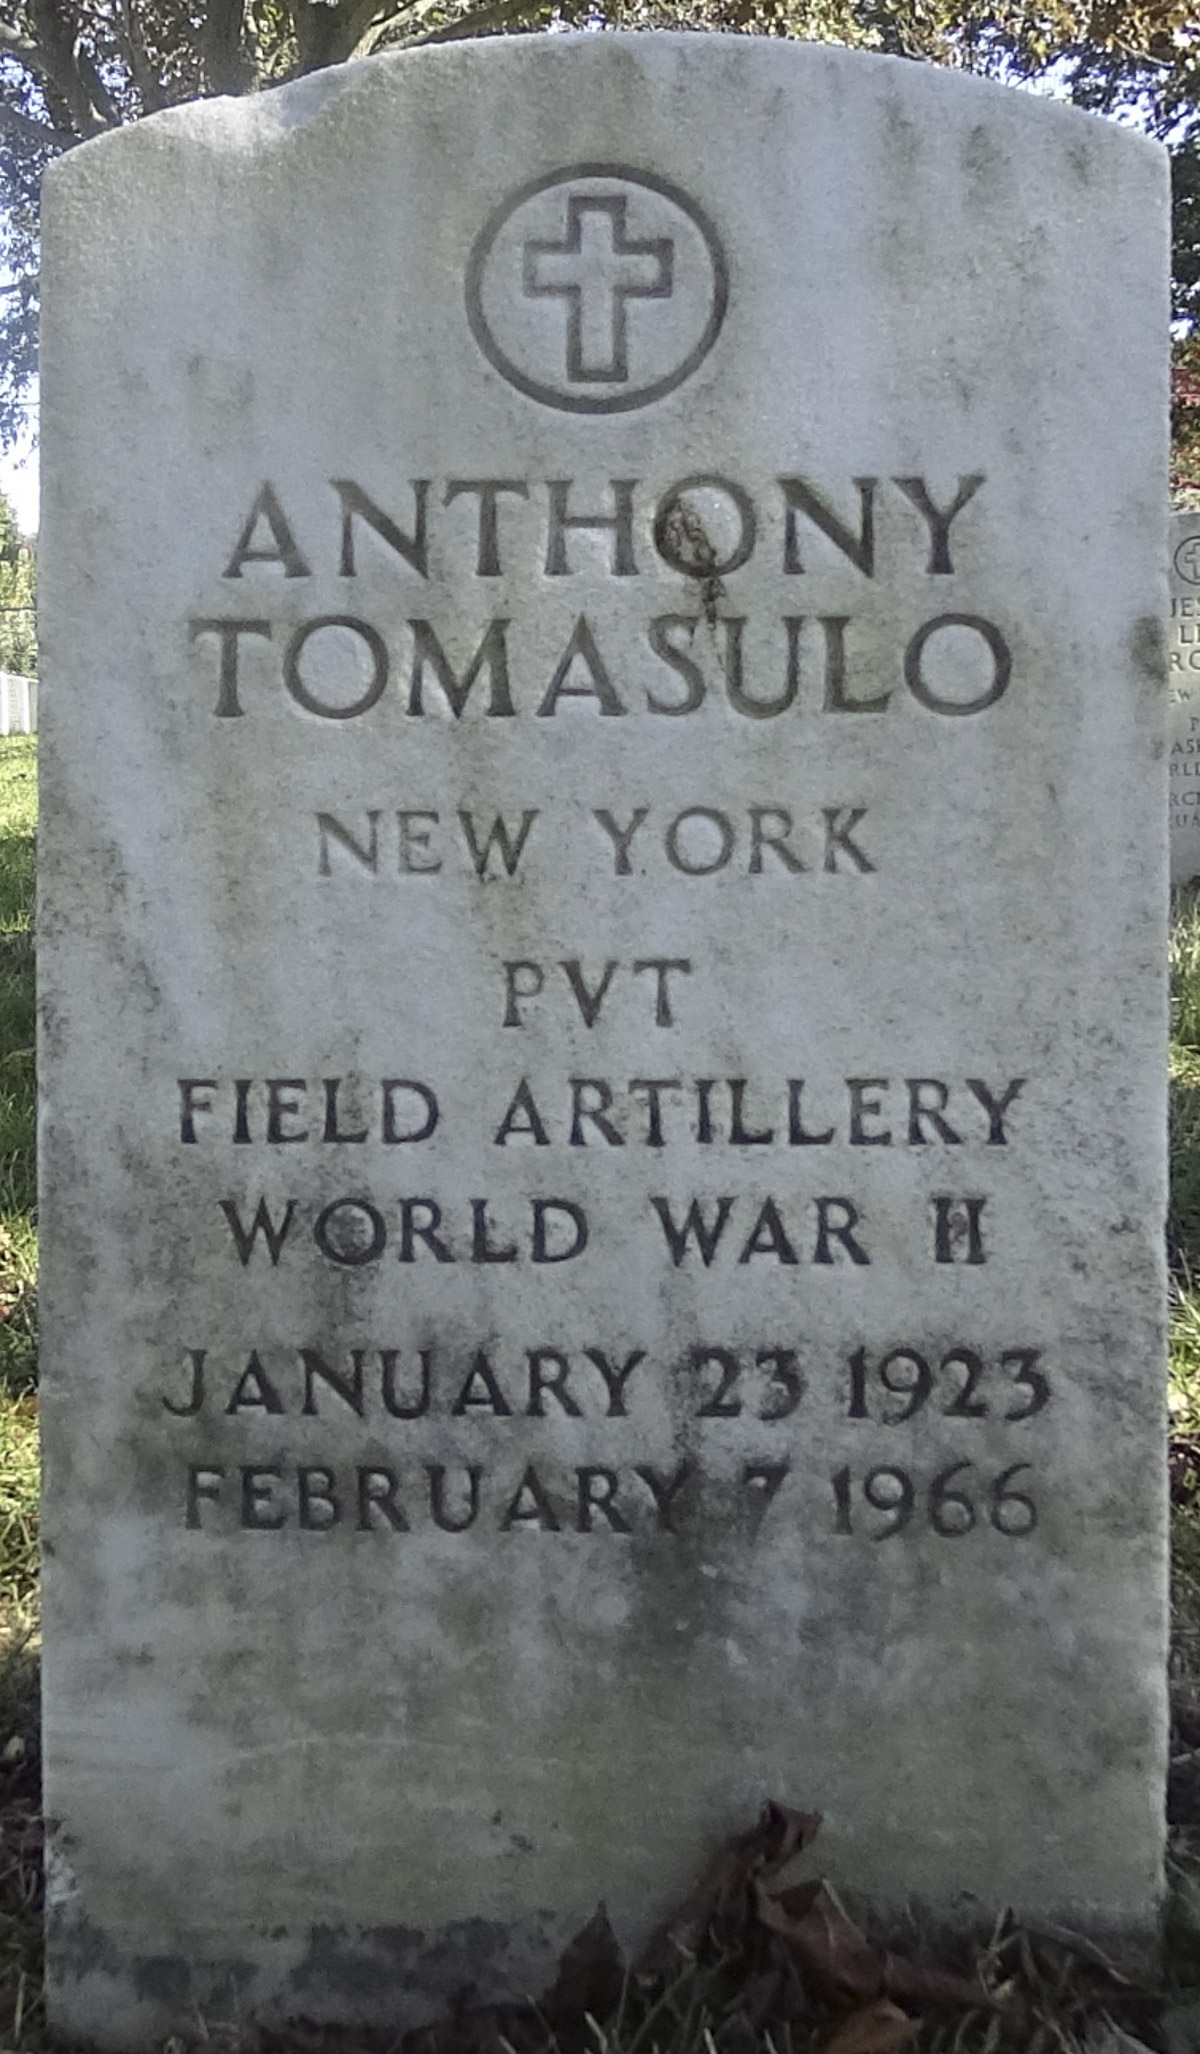 ANTHONY
TOMASULO
NEW YORK
PVT
FIELD ARTILLERY
WORLD WAR II
JANUARY 23 1923
FEBRUARY 7 1966